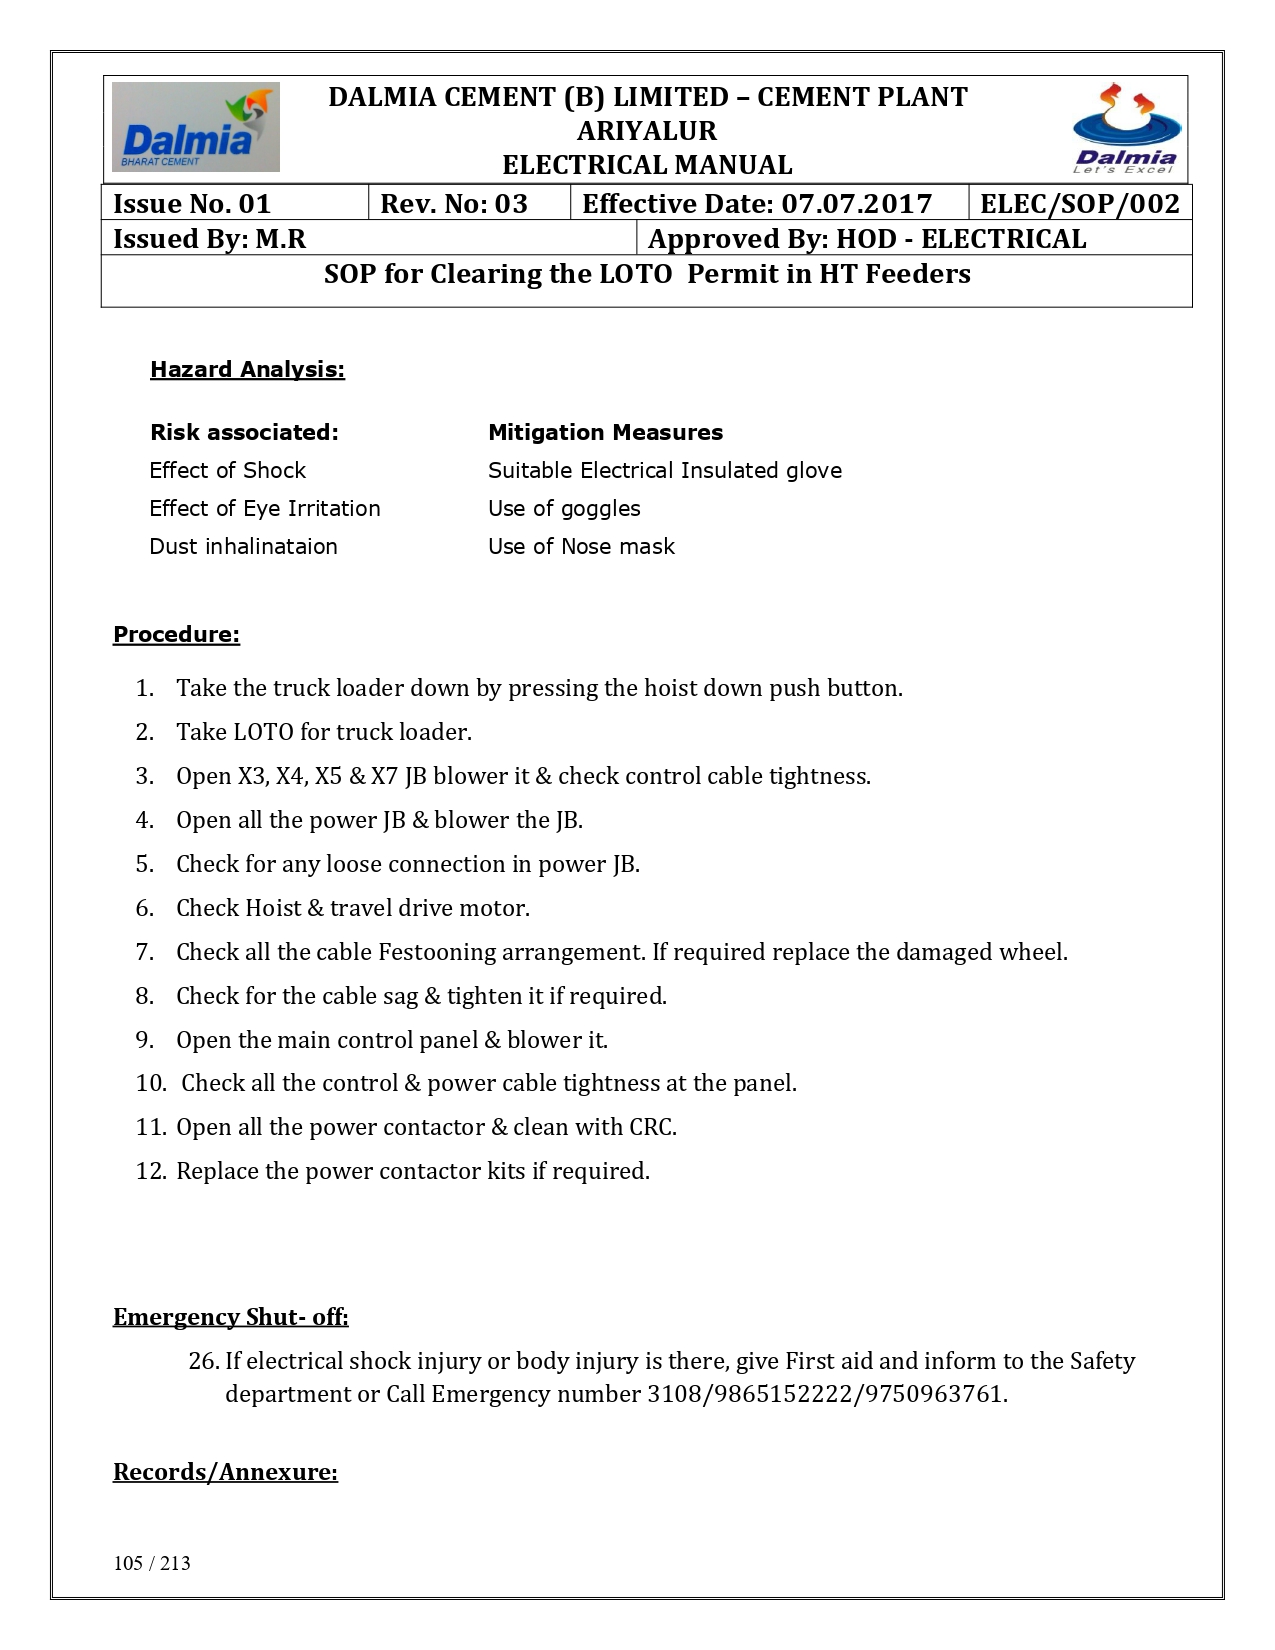 Dalmia
BHARAT CEMENT
DALMIA CEMENT (B) LIMITED – CEMENT PLANT
ARIYALUR
ELECTRICAL MANUAL
Dalmia
Let's Excel
Issue No. 01 Rev. No: 03 Effective Date: 07.07.2017 ELEC/SOP/002
Issued By: M.R Approved By: HOD - ELECTRICAL
SOP for Clearing the LOTO Permit in HT Feeders
Hazard Analysis:
Risk associated: Mitigation Measures
Effect of Shock Suitable Electrical Insulated glove
Effect of Eye Irritation Use of goggles
Dust inhalinataion Use of Nose mask
Procedure:
1. Take the truck loader down by pressing the hoist down push button.
2. Take LOTO for truck loader.
3. Open X3, X4, X5 & X7 JB blower it & check control cable tightness.
4. Open all the power JB & blower the JB.
5. Check for any loose connection in power JB.
6. Check Hoist & travel drive motor.
7. Check all the cable Festooning arrangement. If required replace the damaged wheel.
8. Check for the cable sag & tighten it if required.
9. Open the main control panel & blower it.
10. Check all the control & power cable tightness at the panel.
11. Open all the power contactor & clean with CRC.
12. Replace the power contactor kits if required.
Emergency Shut- off:
26. If electrical shock injury or body injury is there, give First aid and inform to the Safety
department or Call Emergency number 3108/9865152222/9750963761.
Records/Annexure:
105 / 213